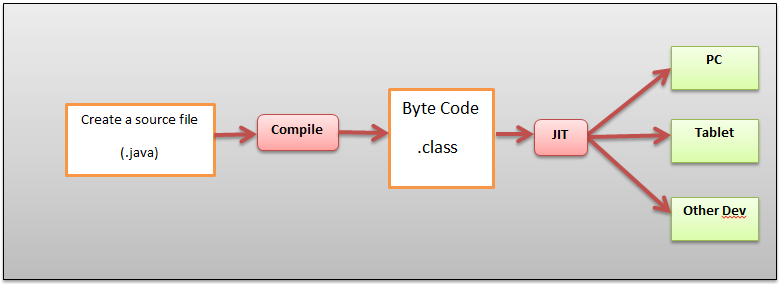 Create a source file
(.java)
Compile
Byte Code
.class
JIT
PC
Tablet
Other Dev